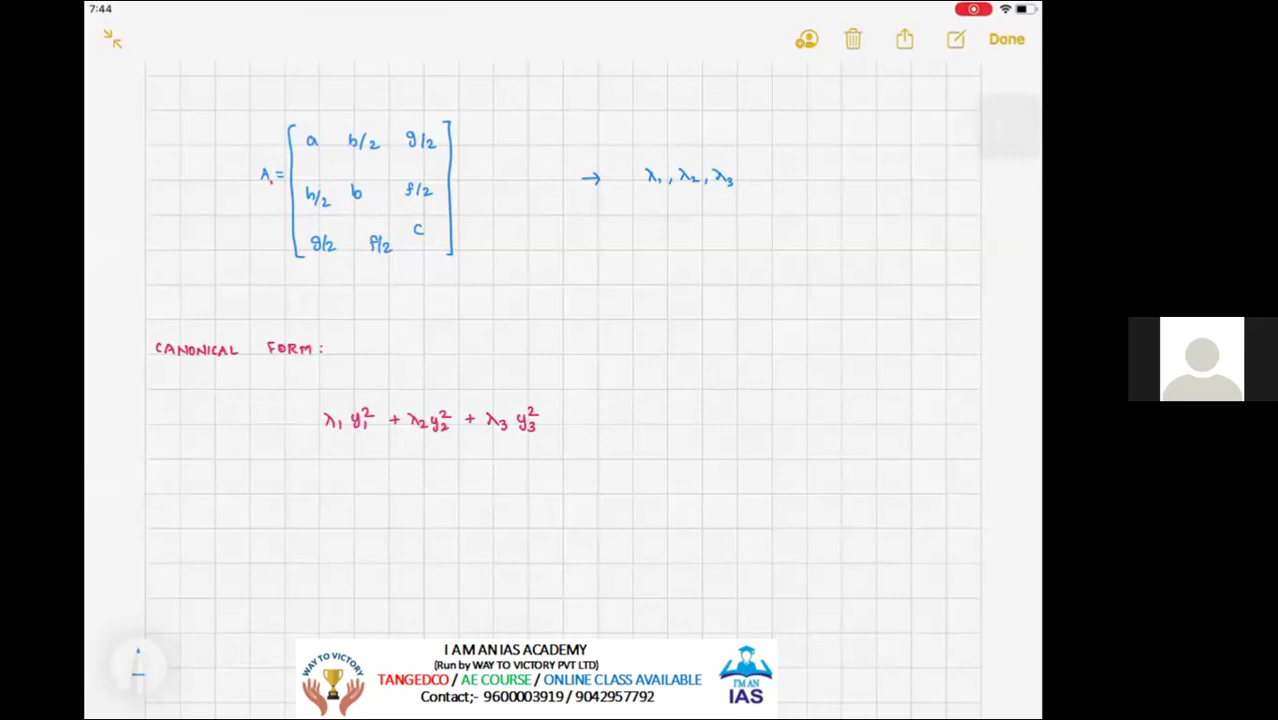 7:44
Done
a h/2 g/2
A = h/2 b f/2 → λ₁, λ₂, λ₃
g/2 f/2 c
CANONICAL FORM:
λ₁ y₁² + λ₂ y₂² + λ₃ y₃²
I AM AN IAS ACADEMY
(Run by WAY TO VICTORY PVT LTD)
TANGEDCO / AE COURSE / ONLINE CLASS AVAILABLE
Contact;- 9600003919 / 9042957792
WAY TO VICTORY
I'M AN
IAS